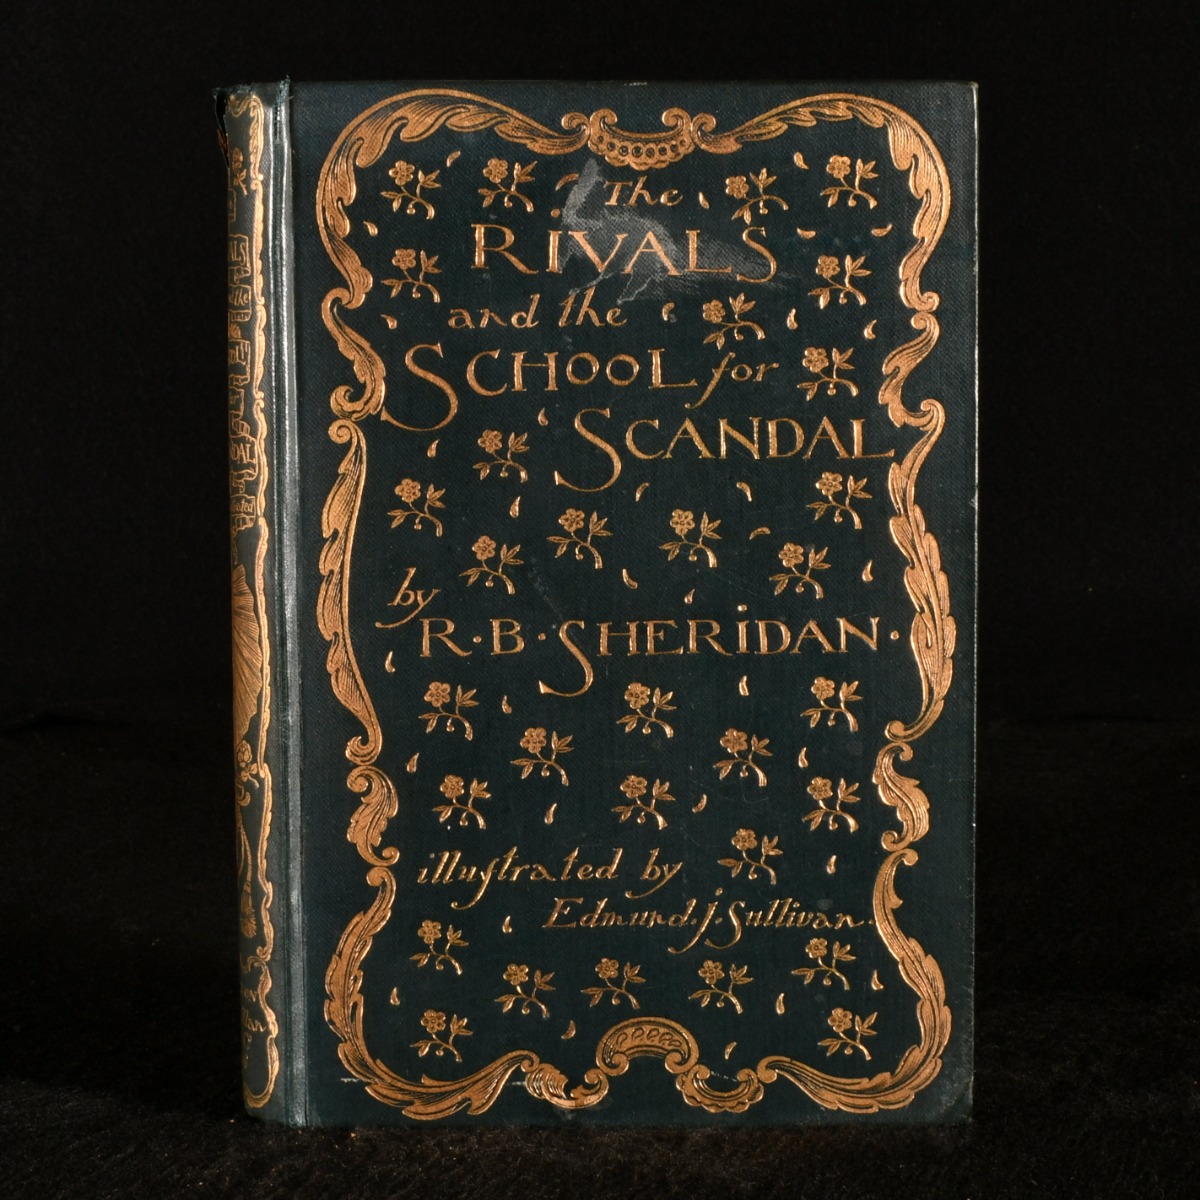 The
RiVALS
and the
SCHOOL for
SCANDAL
by
R·B·SHERiDAN·
illustrated by
Edmund·j·Sullivan·